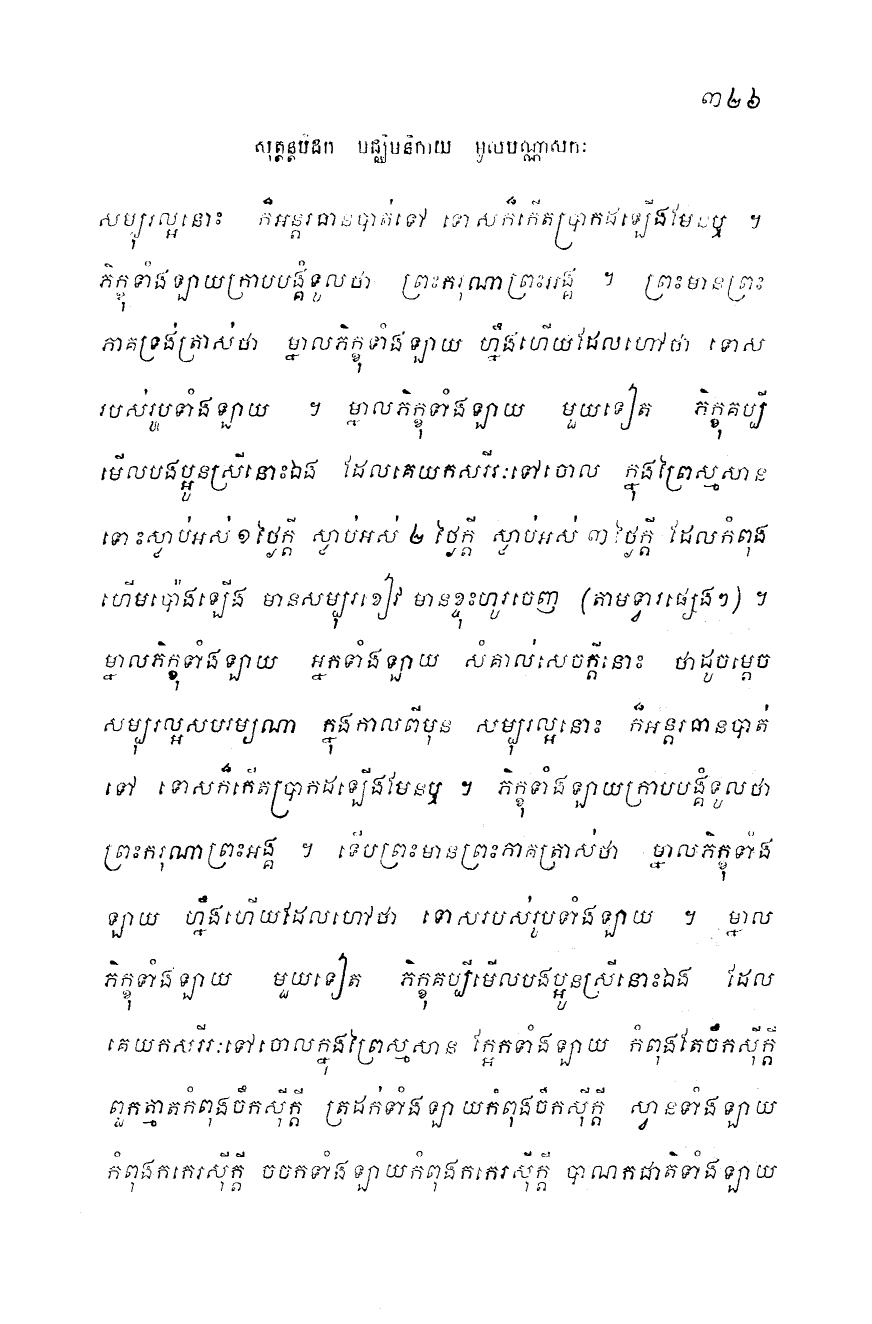 ៣២៦
សុត្តន្តបិដក មជ្ឈិមនិកាយ មូលបណ្ណាសកៈ
សម្បុរល្អនោះ ក៏អន្តរធានបាត់ទៅ ទោសក៏កើតប្រាកដឡើងមែនឬ ។
ភិក្ខុទាំងឡាយក្រាបបង្គំទូលថា ព្រះករុណាព្រះអង្គ ។ ព្រះមានព្រះ
ភាគទ្រង់ត្រាស់ថា ម្នាលភិក្ខុទាំងឡាយ ហ្នឹងហើយដែលហៅថា ទោស
របស់រូបទាំងឡាយ ។ ម្នាលភិក្ខុទាំងឡាយ មួយទៀត ភិក្ខុគប្បី
មើលបងប្អូនស្រីនោះឯង ដែលគេយកសរីរៈទៅចោល ក្នុងព្រៃស្មសាន
ទោះស្លាប់អស់ ១ ថ្ងៃក្តី ស្លាប់អស់ ២ ថ្ងៃក្តី ស្លាប់អស់ ៣ ថ្ងៃក្តី ដែលកំពុង
ហើមប៉ោងឡើង មានសម្បុរខៀវ មានខ្ទុះហូរចេញ (តាមទ្វារផ្សេងៗ) ។
ម្នាលភិក្ខុទាំងឡាយ អ្នកទាំងឡាយ សំគាល់សេចក្តីនោះ ថាដូចម្តេច
សម្បុរល្អសបរម្យណា ក្នុងកាលពីមុន សម្បុរល្អនោះ ក៏អន្តរធានបាត់
ទៅ ទោសក៏កើតប្រាកដឡើងមែនឬ ។ ភិក្ខុទាំងឡាយក្រាបបង្គំទូលថា
ព្រះករុណាព្រះអង្គ ។ ទើបព្រះមានព្រះភាគត្រាស់ថា ម្នាលភិក្ខុទាំង
ឡាយ ហ្នឹងហើយដែលហៅថា ទោសរបស់រូបទាំងឡាយ ។ ម្នាល
ភិក្ខុទាំងឡាយ មួយទៀត ភិក្ខុគប្បីមើលបងប្អូនស្រីនោះឯង ដែល
គេយកសរីរៈទៅចោលក្នុងព្រៃស្មសាន ក្អែកទាំងឡាយ កំពុងតែចឹកស៊ីក្តី
ពួកត្មាតកំពុងចឹកស៊ីក្តី ត្រដក់ទាំងឡាយកំពុងចឹកស៊ីក្តី ស្វានទាំងឡាយ
កំពុងកកេរស៊ីក្តី ចចកទាំងឡាយកំពុងកកេរស៊ីក្តី បាណកជាតិទាំងឡាយ